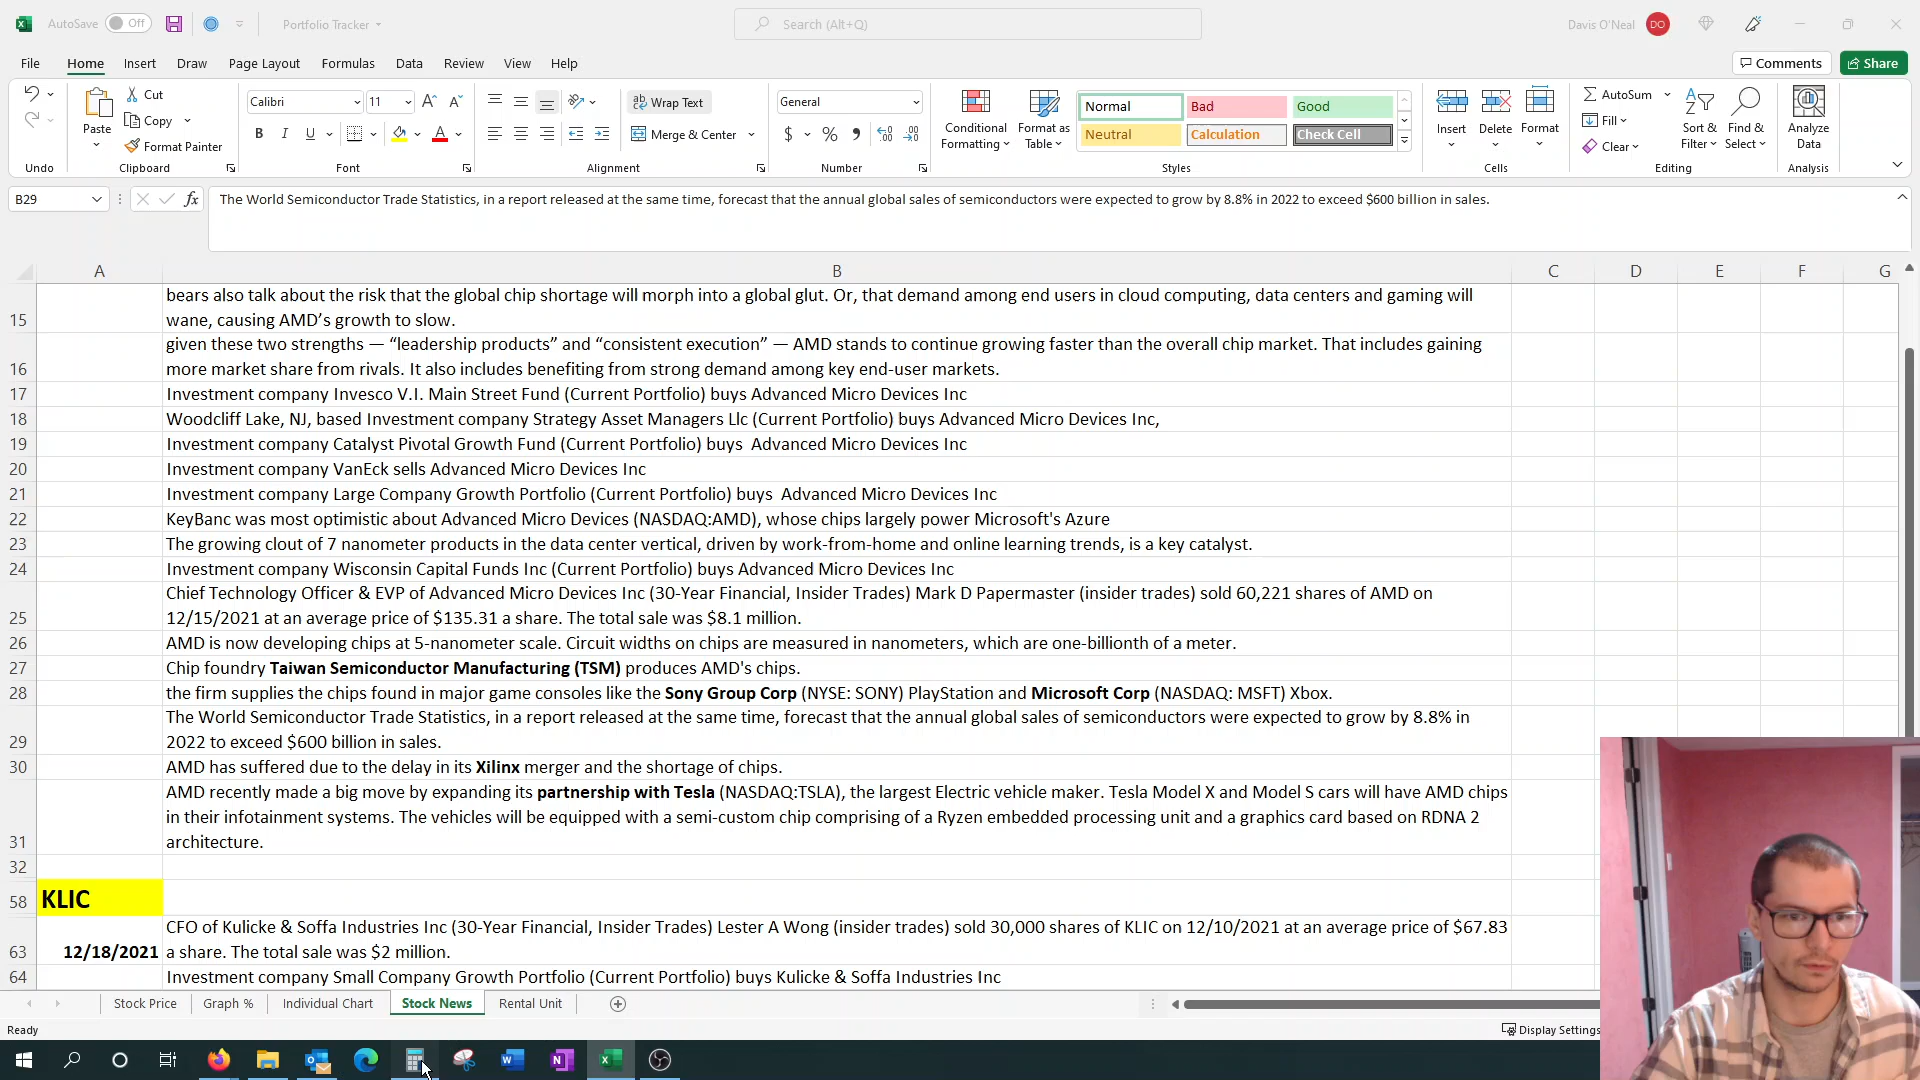 AutoSave Off Portfolio Tracker Search (Alt+Q) Davis O'Neal DO
File Home Insert Draw Page Layout Formulas Data Review View Help Comments Share
Paste Cut Copy Format Painter
Calibri 11
Wrap Text Merge & Center
General
Conditional Formatting Format as Table
Normal Bad Good
Neutral Calculation Check Cell
Insert Delete Format
AutoSum Fill Clear
Sort & Filter Find & Select
Analyze Data
Undo Clipboard Font Alignment Number Styles Cells Editing Analysis
B29 fx The World Semiconductor Trade Statistics, in a report released at the same time, forecast that the annual global sales of semiconductors were expected to grow by 8.8% in 2022 to exceed $600 billion in sales.
A B C D E F G
bears also talk about the risk that the global chip shortage will morph into a global glut. Or, that demand among end users in cloud computing, data centers and gaming will
15 wane, causing AMD’s growth to slow.
given these two strengths — “leadership products” and “consistent execution” — AMD stands to continue growing faster than the overall chip market. That includes gaining
16 more market share from rivals. It also includes benefiting from strong demand among key end-user markets.
17 Investment company Invesco V.I. Main Street Fund (Current Portfolio) buys Advanced Micro Devices Inc
18 Woodcliff Lake, NJ, based Investment company Strategy Asset Managers Llc (Current Portfolio) buys Advanced Micro Devices Inc,
19 Investment company Catalyst Pivotal Growth Fund (Current Portfolio) buys  Advanced Micro Devices Inc
20 Investment company VanEck sells Advanced Micro Devices Inc
21 Investment company Large Company Growth Portfolio (Current Portfolio) buys  Advanced Micro Devices Inc
22 KeyBanc was most optimistic about Advanced Micro Devices (NASDAQ:AMD), whose chips largely power Microsoft's Azure
23 The growing clout of 7 nanometer products in the data center vertical, driven by work-from-home and online learning trends, is a key catalyst.
24 Investment company Wisconsin Capital Funds Inc (Current Portfolio) buys Advanced Micro Devices Inc
Chief Technology Officer & EVP of Advanced Micro Devices Inc (30-Year Financial, Insider Trades) Mark D Papermaster (insider trades) sold 60,221 shares of AMD on
25 12/15/2021 at an average price of $135.31 a share. The total sale was $8.1 million.
26 AMD is now developing chips at 5-nanometer scale. Circuit widths on chips are measured in nanometers, which are one-billionth of a meter.
27 Chip foundry Taiwan Semiconductor Manufacturing (TSM) produces AMD's chips.
28 the firm supplies the chips found in major game consoles like the Sony Group Corp (NYSE: SONY) PlayStation and Microsoft Corp (NASDAQ: MSFT) Xbox.
The World Semiconductor Trade Statistics, in a report released at the same time, forecast that the annual global sales of semiconductors were expected to grow by 8.8% in
29 2022 to exceed $600 billion in sales.
30 AMD has suffered due to the delay in its Xilinx merger and the shortage of chips.
AMD recently made a big move by expanding its partnership with Tesla (NASDAQ:TSLA), the largest Electric vehicle maker. Tesla Model X and Model S cars will have AMD chips
in their infotainment systems. The vehicles will be equipped with a semi-custom chip comprising of a Ryzen embedded processing unit and a graphics card based on RDNA 2
31 architecture.
32
58 KLIC
CFO of Kulicke & Soffa Industries Inc (30-Year Financial, Insider Trades) Lester A Wong (insider trades) sold 30,000 shares of KLIC on 12/10/2021 at an average price of $67.83
63 12/18/2021 a share. The total sale was $2 million.
64 Investment company Small Company Growth Portfolio (Current Portfolio) buys Kulicke & Soffa Industries Inc
Stock Price Graph % Individual Chart Stock News Rental Unit
Ready Display Settings